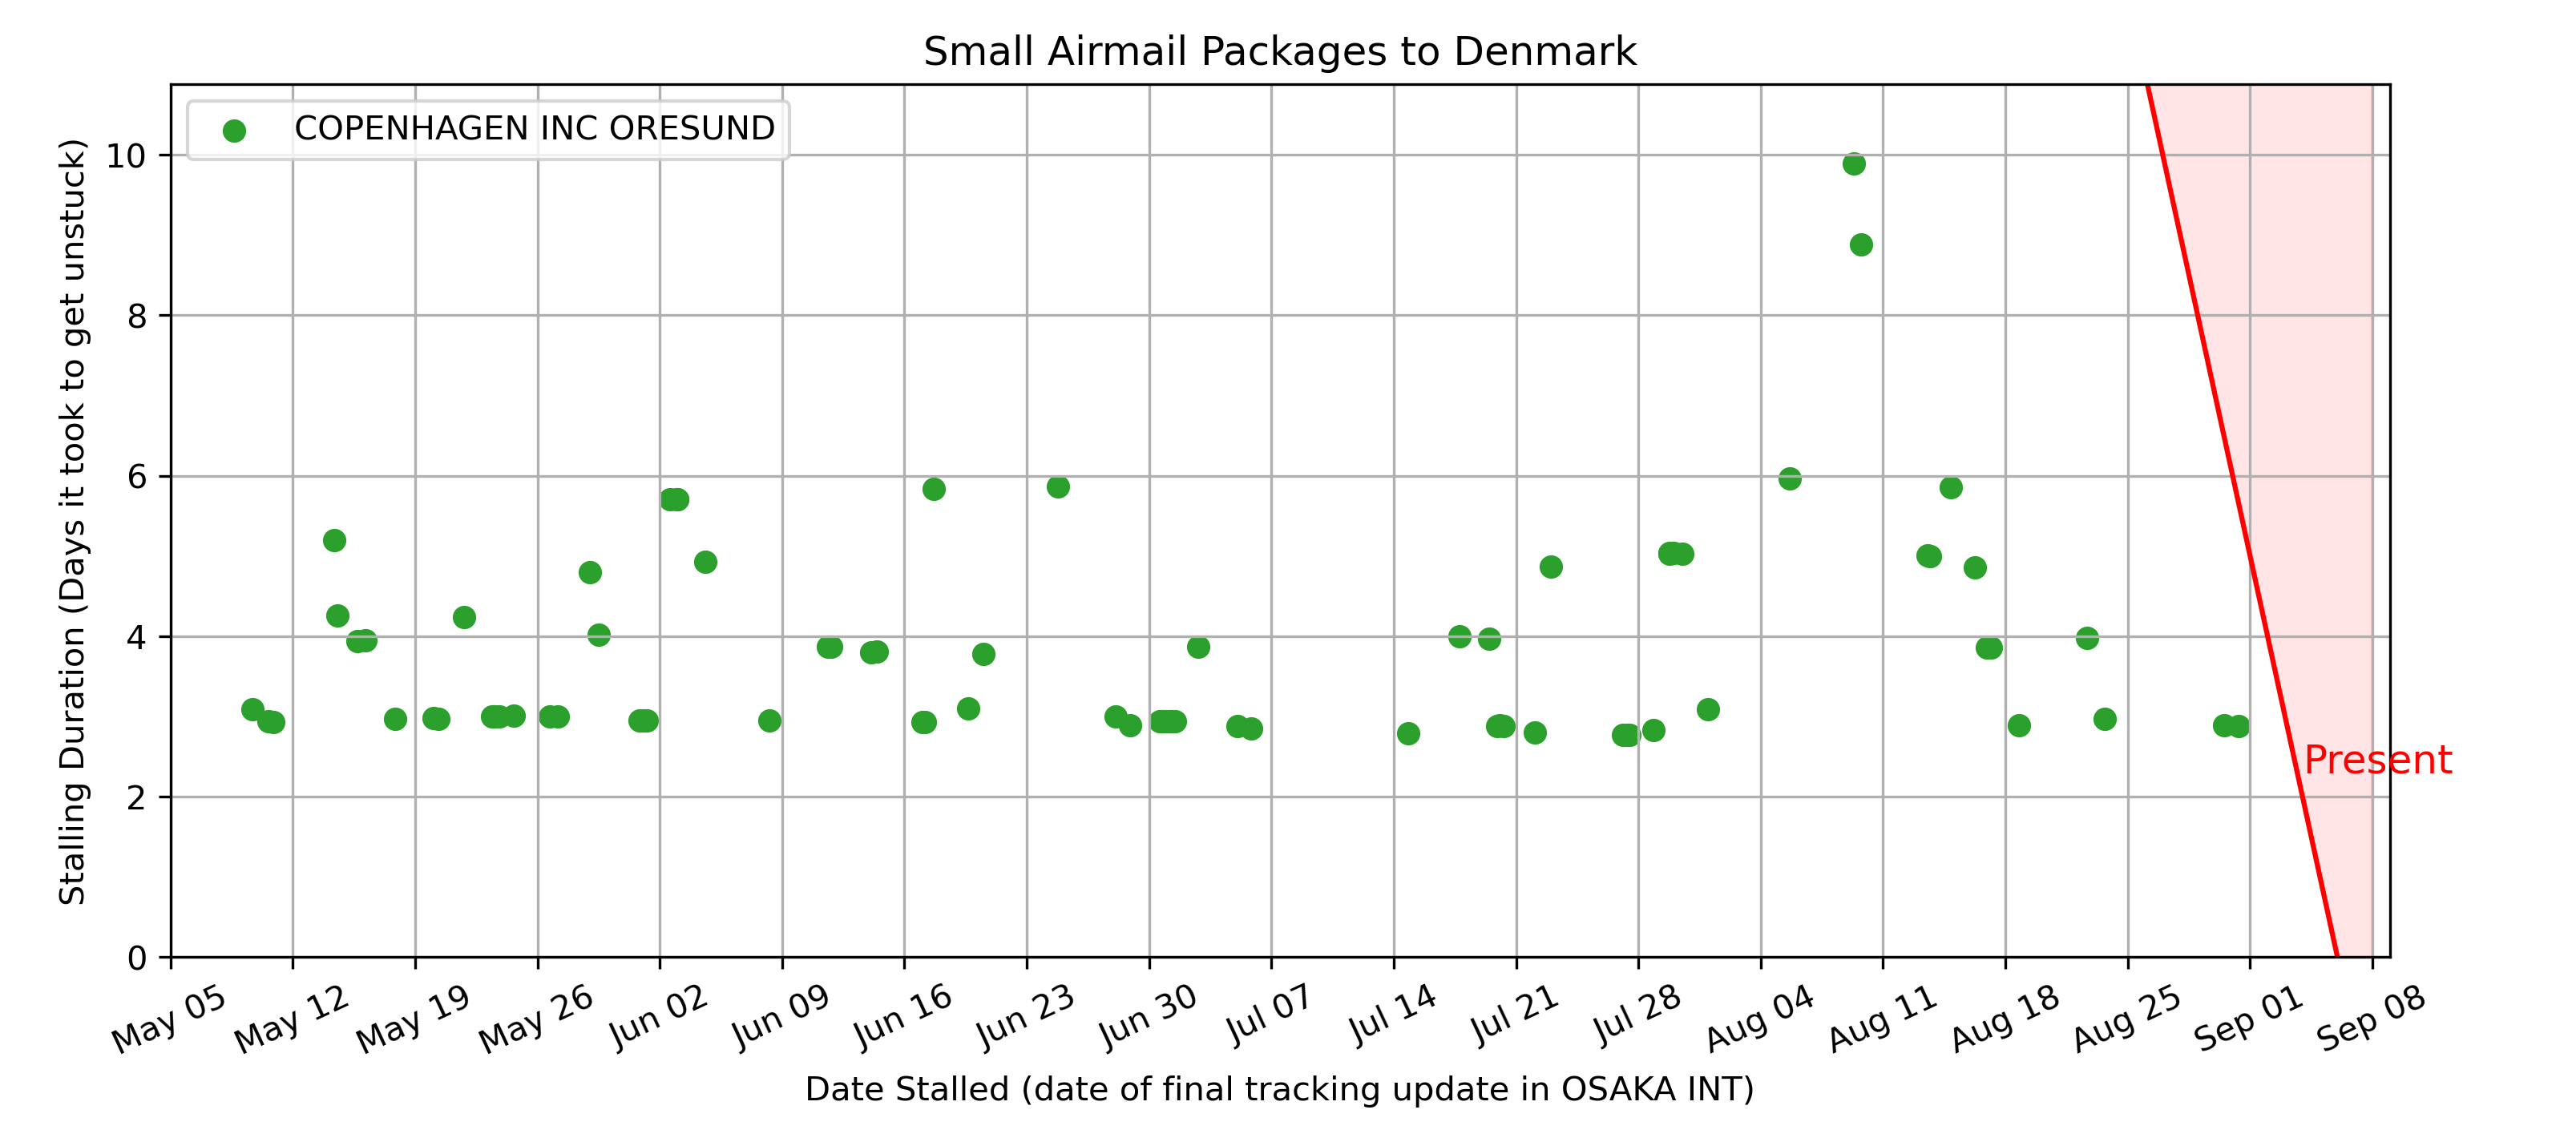 Small Airmail Packages to Denmark
COPENHAGEN INC ORESUND
Stalling Duration (Days it took to get unstuck)
10
8
6
4
2
0
Present
May 05
May 12
May 19
May 26
Jun 02
Jun 09
Jun 16
Jun 23
Jun 30
Jul 07
Jul 14
Jul 21
Jul 28
Aug 04
Aug 11
Aug 18
Aug 25
Sep 01
Sep 08
Date Stalled (date of final tracking update in OSAKA INT)